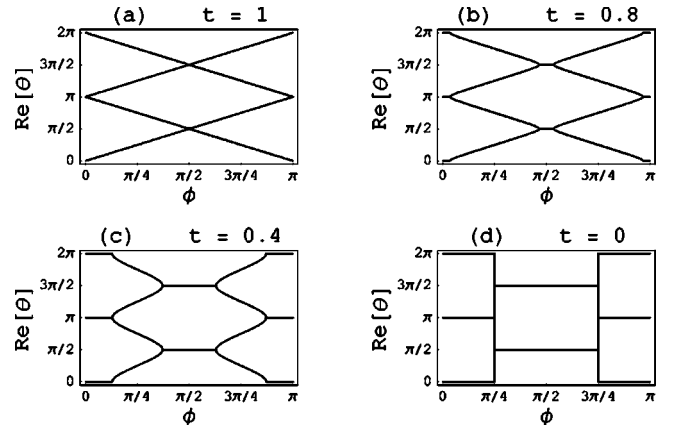 (a) t = 1
2π
3π/2
π
π/2
0
Re[θ]
0 π/4 π/2 3π/4 π
ϕ
(b) t = 0.8
2π
3π/2
π
π/2
0
Re[θ]
0 π/4 π/2 3π/4 π
ϕ
(c) t = 0.4
2π
3π/2
π
π/2
0
Re[θ]
0 π/4 π/2 3π/4 π
ϕ
(d) t = 0
2π
3π/2
π
π/2
0
Re[θ]
0 π/4 π/2 3π/4 π
ϕ